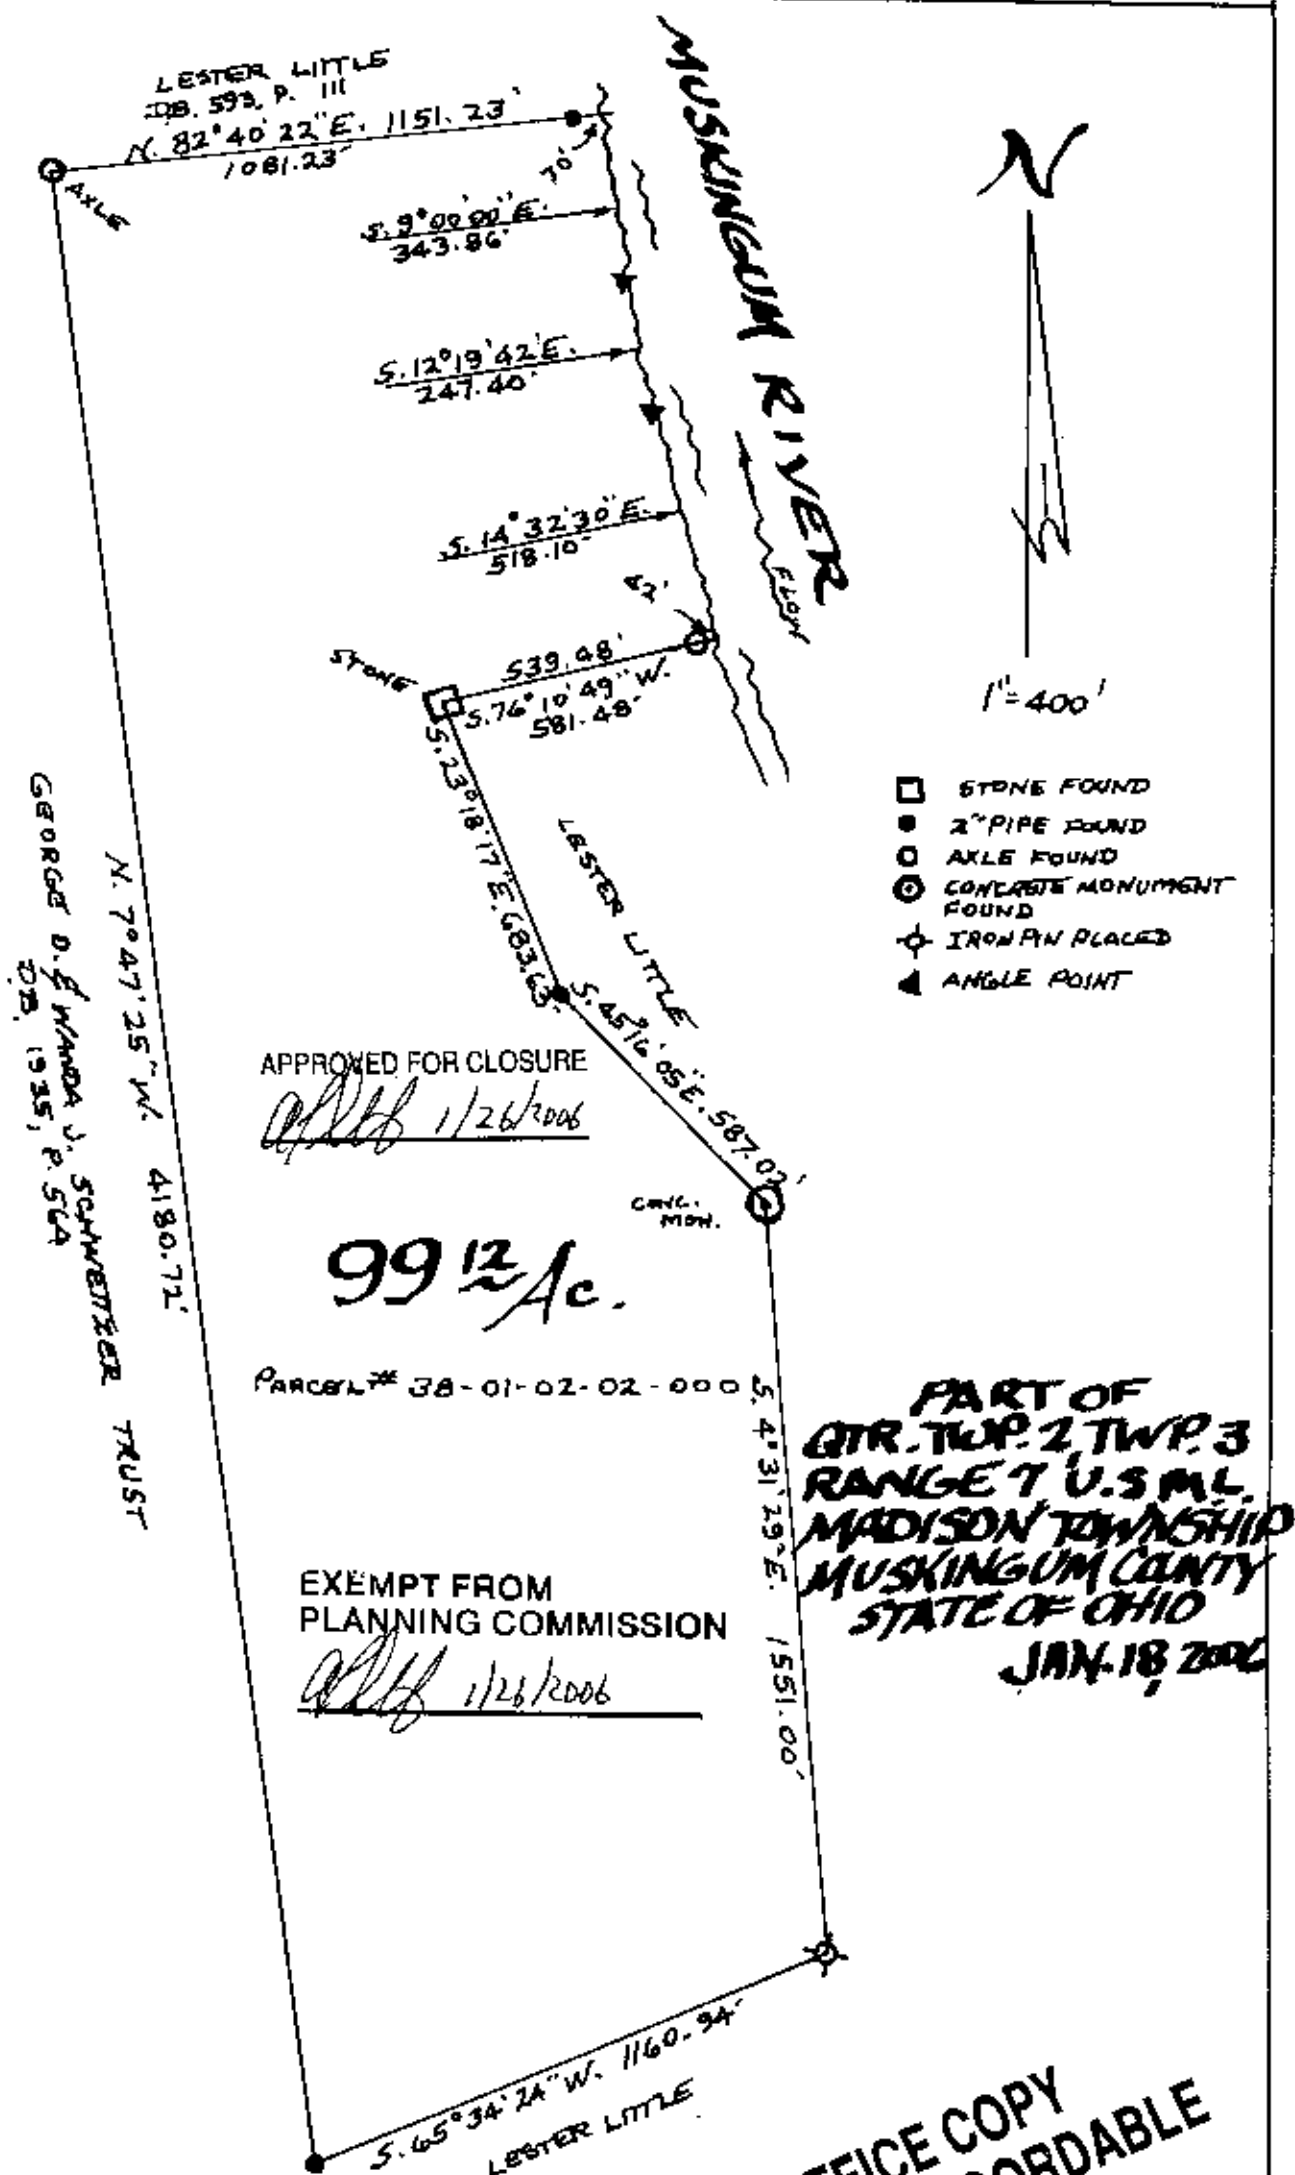 LESTER LITTLE
D.B. 593, P. 111
N. 82°40'22"E. 1151.23'
1081.23'
AXLE
70'
MUSKINGUM RIVER
N
S. 9°00'00"E.
343.86'
S. 12°19'42"E.
247.40'
S. 14°32'30"E.
518.10'
42'
FLOW
1"=400'
STONE
539.48'
S. 76°10'49"W.
581.48'
STONE FOUND
2" PIPE FOUND
AXLE FOUND
CONCRETE MONUMENT
FOUND
IRON PIN PLACED
ANGLE POINT
S. 23°18'17"E. 683.63'
LESTER LITTLE
S. 45°16'05"E. 587.02'
GEORGE D. & WANDA J. SCHWEITZER TRUST
D.B. 1935, P. 564
N. 7°47'25"W. 4180.72'
APPROVED FOR CLOSURE
1/26/2006
CONC.
MON.
99 12 Ac.
PARCEL # 38-01-02-02-000
S. 4°31'29"E. 1551.00'
PART OF
QTR. TWP. 2, TWP. 3
RANGE 7 U.S.M.L.
MADISON TOWNSHIP
MUSKINGUM COUNTY
STATE OF OHIO
JAN. 18, 2006
EXEMPT FROM
PLANNING COMMISSION
1/26/2006
S. 65°34'24"W. 1160.94'
LESTER LITTLE
FICE COPY
CORDABLE